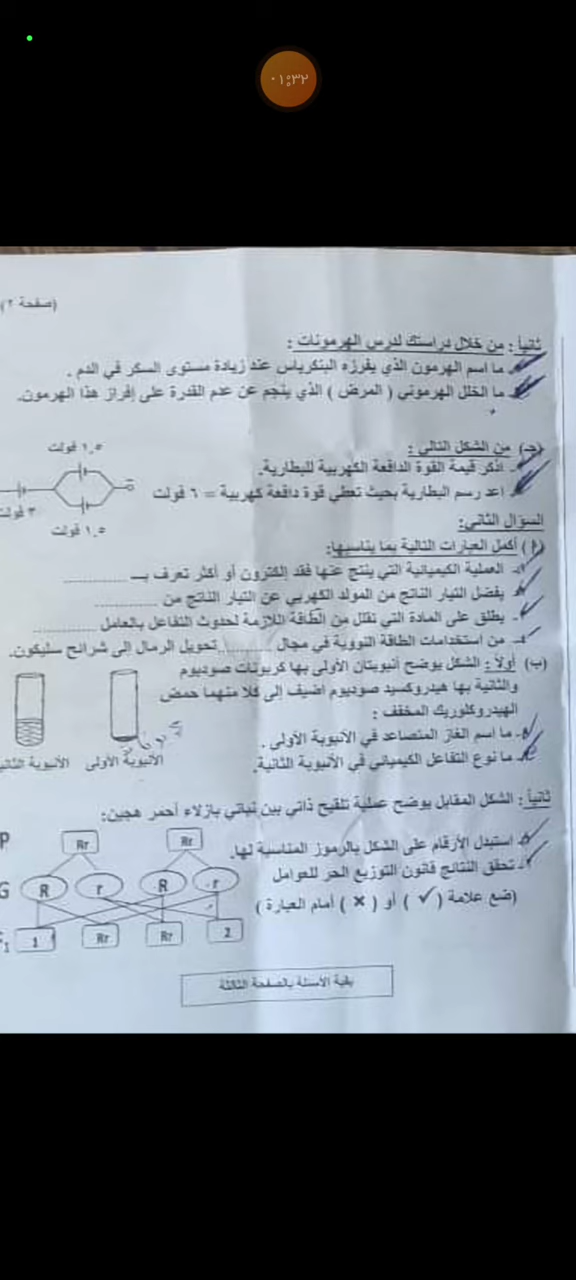 ٠١:٣٢
(صفحة ٢)
ثانياً : من خلال دراستك لدرس الهرمونات :
ما اسم الهرمون الذي يفرزه البنكرياس عند زيادة مستوى السكر في الدم .
ما الخلل الهرموني ( المرض ) الذي ينجم عن عدم القدرة على إفراز هذا الهرمون.
(جـ) من الشكل التالي :
اذكر قيمة القوة الدافعة الكهربية للبطارية.
اعد رسم البطارية بحيث تعطي قوة دافعة كهربية = ٦ فولت
١,٥ فولت
٣ فولت
١,٥ فولت
السؤال الثاني:
(أ) أكمل العبارات التالية بما يناسبها:
العملية الكيميائية التي ينتج عنها فقد إلكترون أو أكثر تعرف بــ ............
يفضل التيار الناتج من المولد الكهربي عن التيار الناتج من ............
يطلق على المادة التي تقلل من الطاقة اللازمة لحدوث التفاعل بالعامل ............
من استخدامات الطاقة النووية في مجال ............ تحويل الرمال إلى شرائح سليكون.
(ب) أولاً : الشكل يوضح أنبوبتان الأولى بها كربونات صوديوم
والثانية بها هيدروكسيد صوديوم اضيف إلى كلا منهما حمض
الهيدروكلوريك المخفف :
ما اسم الغاز المتصاعد في الأنبوبة الأولى .
ما نوع التفاعل الكيميائي في الأنبوبة الثانية.
الأنبوبة الأولى
الأنبوبة الثاني
ثانياً : الشكل المقابل يوضح عملية تلقيح ذاتي بين نباتي بازلاء أحمر هجين:
استبدل الأرقام على الشكل بالرموز المناسبة لها.
تحقق النتائج قانون التوزيع الحر للعوامل
(ضع علامة ( ✓ ) أو ( × ) أمام العبارة )
P Rr Rr
G R r R r
1 Rr Rr 2
بقية الأسئلة بالصفحة الثالثة